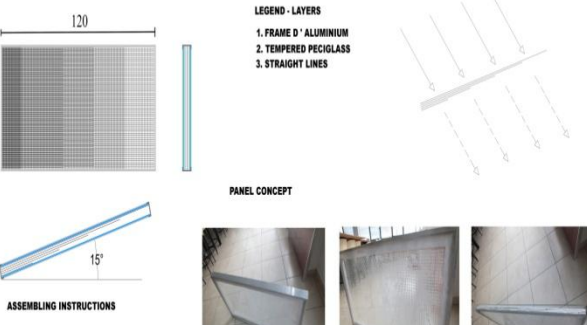 120
LEGEND - LAYERS
1. FRAME D ' ALUMINIUM
2. TEMPERED PECIGLASS
3. STRAIGHT LINES
PANEL CONCEPT
15°
ASSEMBLING INSTRUCTIONS